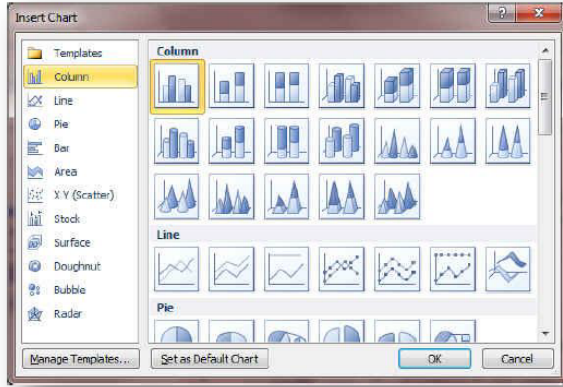 Insert Chart
Templates
Column
Line
Pie
Bar
Area
X Y (Scatter)
Stock
Surface
Doughnut
Bubble
Radar
Column
Line
Pie
Manage Templates...
Set as Default Chart
OK
Cancel